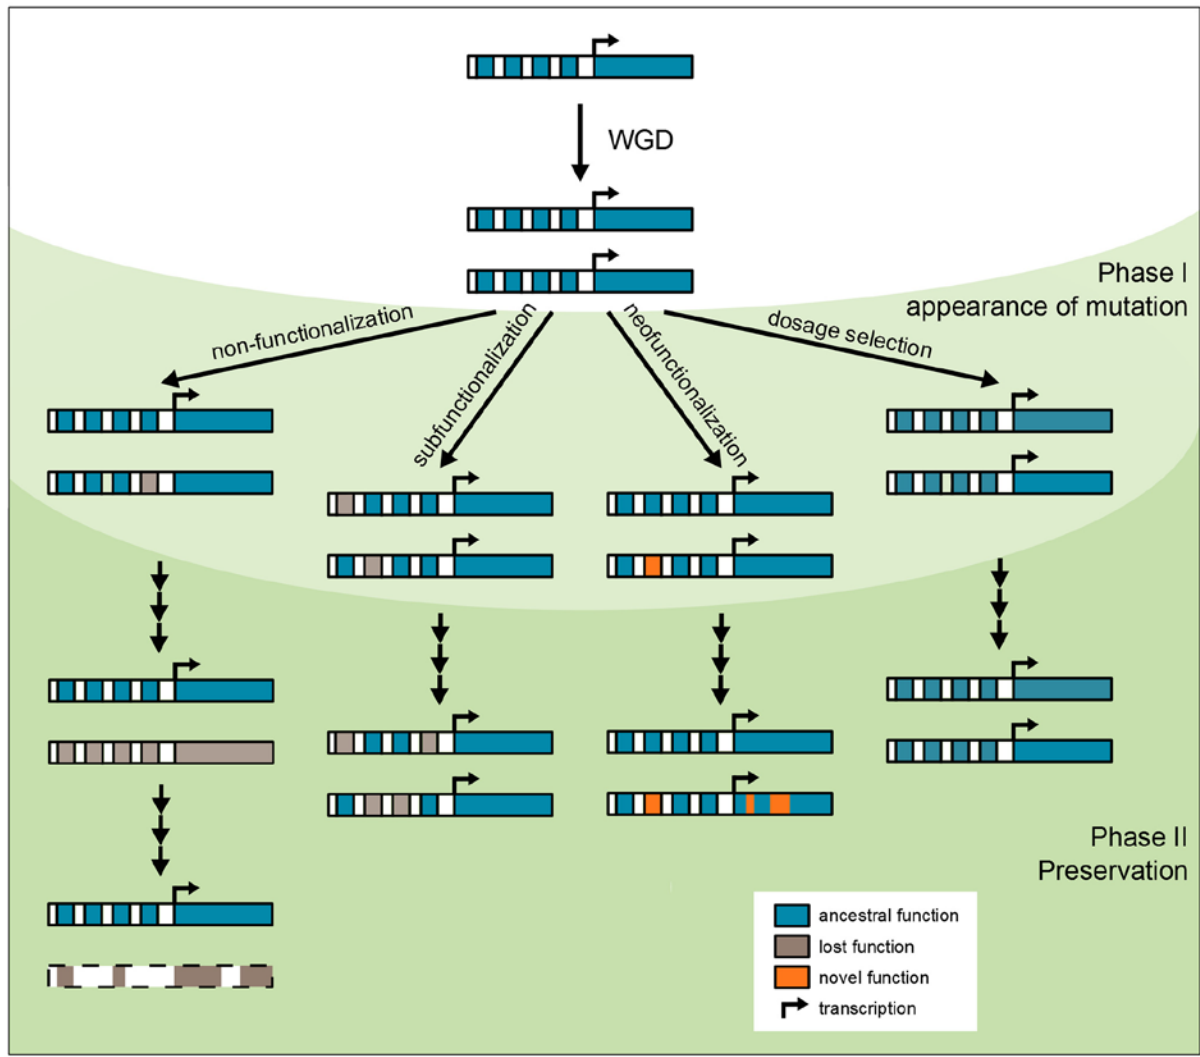 WGD
Phase I
appearance of mutation
non-functionalization
subfunctionalization
neofunctionalization
dosage selection
Phase II
Preservation
ancestral function
lost function
novel function
transcription